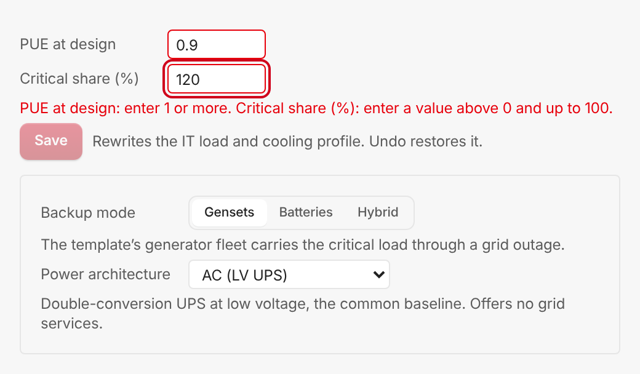 PUE at design 0.9
Critical share (%) 120
PUE at design: enter 1 or more. Critical share (%): enter a value above 0 and up to 100.
Save Rewrites the IT load and cooling profile. Undo restores it.
Backup mode Gensets Batteries Hybrid
The template’s generator fleet carries the critical load through a grid outage.
Power architecture AC (LV UPS)
Double-conversion UPS at low voltage, the common baseline. Offers no grid
services.